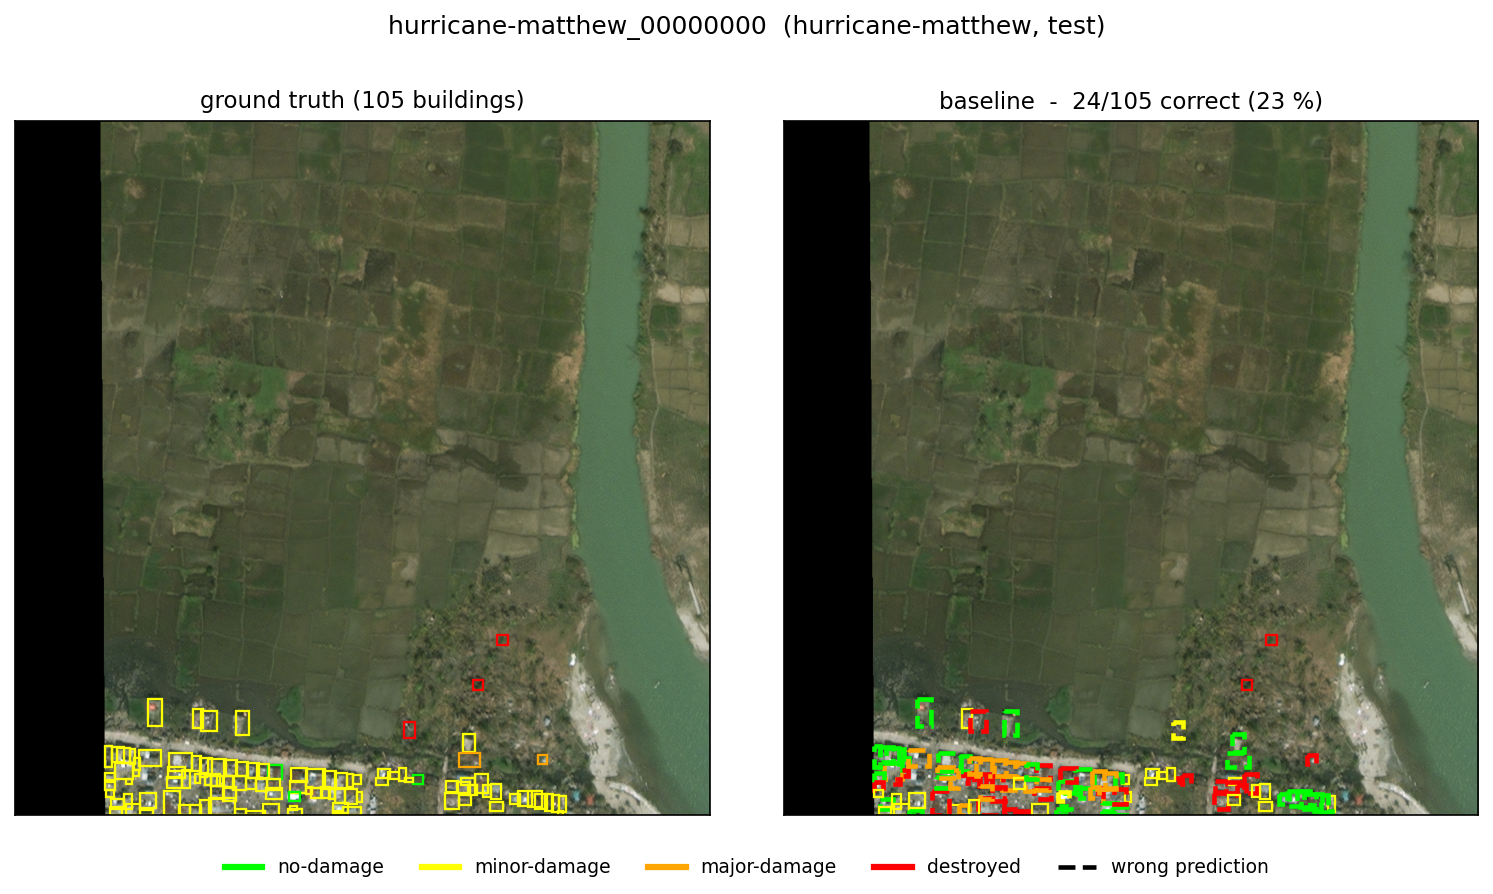 hurricane-matthew_00000000  (hurricane-matthew, test)
ground truth (105 buildings)
baseline  -  24/105 correct (23 %)
no-damage
minor-damage
major-damage
destroyed
wrong prediction